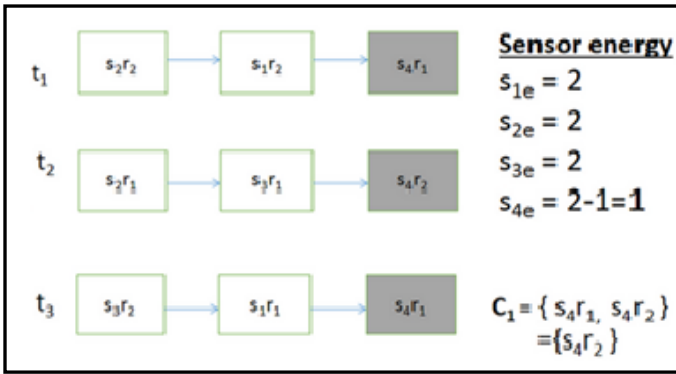 s₂r₂ s₁r₂ s₄r₁
t₁
s₂r₁ s₃r₁ s₄r₂
t₂
s₃r₂ s₁r₁ s₄r₁
t₃
Sensor energy
s₁ₑ = 2
s₂ₑ = 2
s₃ₑ = 2
s₄ₑ = 2-1=1
C₁ = { s₄r₁, s₄r₂ }
={s₄r₂ }